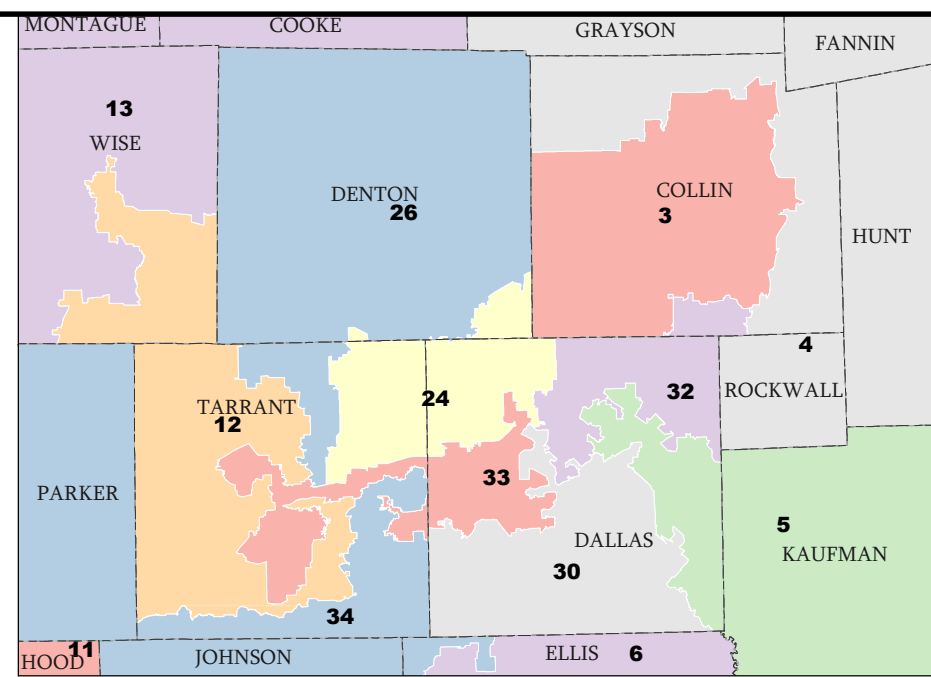 MONTAGUE
COOKE
GRAYSON
FANNIN
13
WISE
DENTON
26
COLLIN
3
HUNT
4
ROCKWALL
32
24
TARRANT
12
33
PARKER
5
KAUFMAN
DALLAS
30
34
11
HOOD
JOHNSON
ELLIS 6